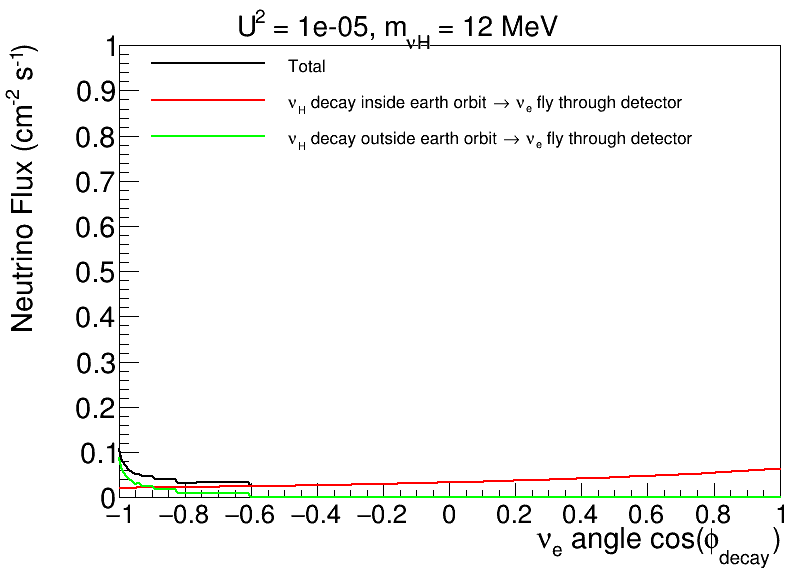 U² = 1e-05, m_νH = 12 MeV
Neutrino Flux (cm⁻² s⁻¹)
1
0.9
0.8
0.7
0.6
0.5
0.4
0.3
0.2
0.1
0
Total
ν_H decay inside earth orbit → ν_e fly through detector
ν_H decay outside earth orbit → ν_e fly through detector
−1 −0.8 −0.6 −0.4 −0.2 0 0.2 0.4 0.6 0.8 1
ν_e angle cos(ϕ_decay)